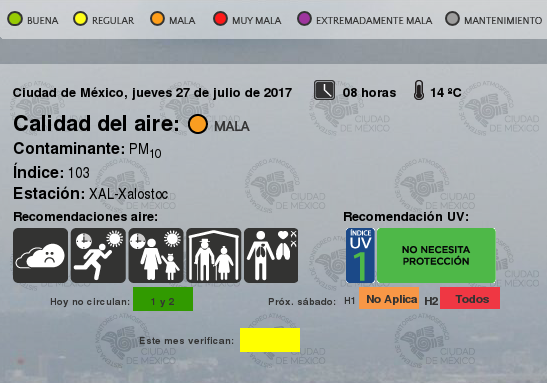 BUENA REGULAR MALA MUY MALA EXTREMADAMENTE MALA MANTENIMIENTO
Ciudad de México, jueves 27 de julio de 2017 08 horas 14 ºC
Calidad del aire: MALA
Contaminante: PM10
Índice: 103
Estación: XAL-Xalostoc
Recomendaciones aire: Recomendación UV:
ÍNDICE
UV
1
NO NECESITA
PROTECCIÓN
Hoy no circulan: 1 y 2 Próx. sábado: H1 No Aplica H2 Todos
Este mes verifican:
CIUDAD
DE MÉXICO